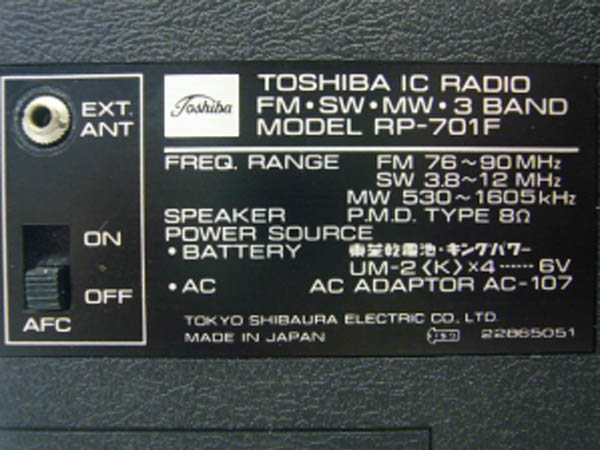 EXT.
ANT
ON
OFF
AFC
Toshiba
TOSHIBA IC RADIO
FM・SW・MW・3 BAND
MODEL RP-701F
FREQ. RANGE FM 76~90MHz
SW 3.8~12MHz
MW 530~1605kHz
SPEAKER P.M.D. TYPE 8Ω
POWER SOURCE
・BATTERY 東芝乾電池・キングパワー
UM-2〈K〉×4……6V
・AC AC ADAPTOR AC-107
TOKYO SHIBAURA ELECTRIC CO., LTD.
MADE IN JAPAN 22865051